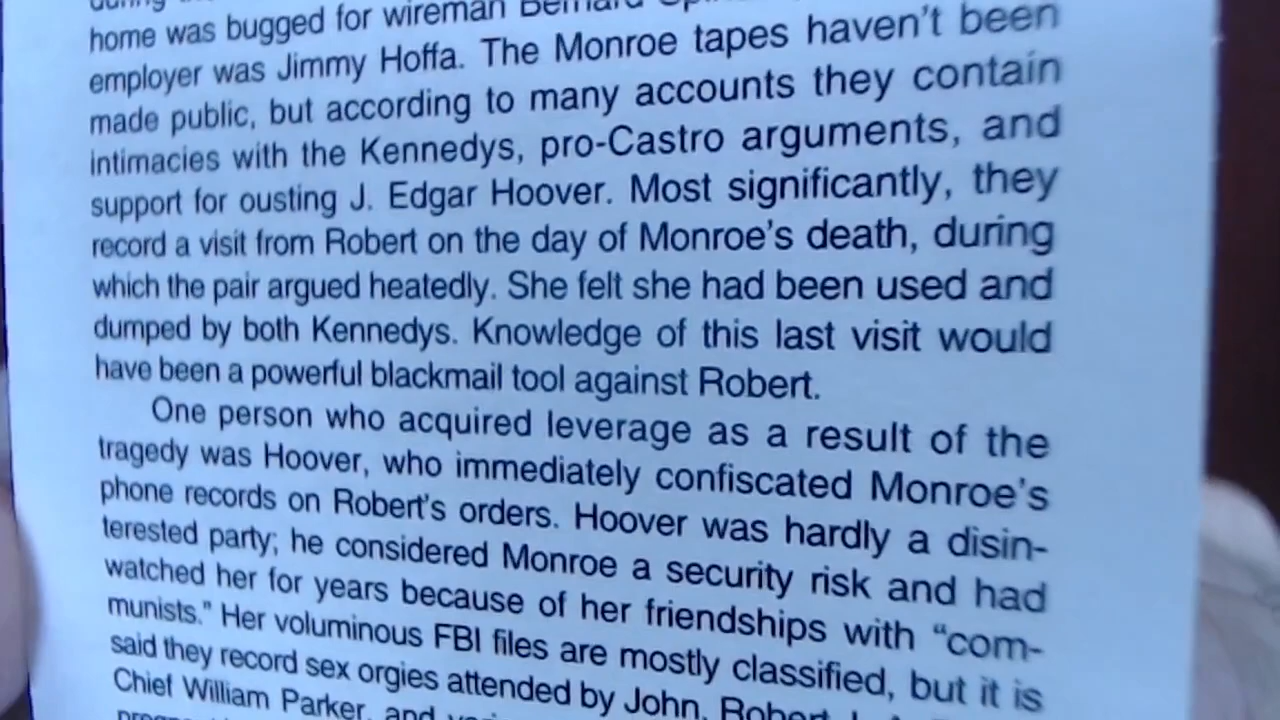 home was bugged for wireman
employer was Jimmy Hoffa. The Monroe tapes haven't been
made public, but according to many accounts they contain
intimacies with the Kennedys, pro-Castro arguments, and
support for ousting J. Edgar Hoover. Most significantly, they
record a visit from Robert on the day of Monroe's death, during
which the pair argued heatedly. She felt she had been used and
dumped by both Kennedys. Knowledge of this last visit would
have been a powerful blackmail tool against Robert.
One person who acquired leverage as a result of the
tragedy was Hoover, who immediately confiscated Monroe's
phone records on Robert's orders. Hoover was hardly a disin-
terested party; he considered Monroe a security risk and had
watched her for years because of her friendships with “com-
munists.” Her voluminous FBI files are mostly classified, but it is
said they record sex orgies attended by John, Robert,
Chief William Parker, and